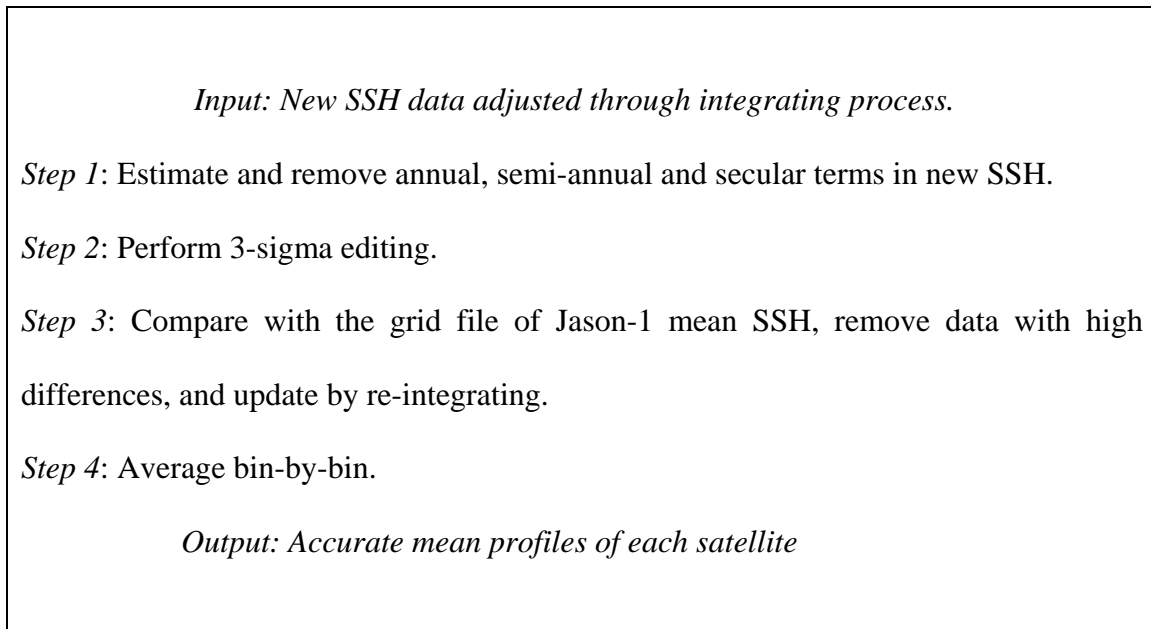 Input: New SSH data adjusted through integrating process.
Step 1: Estimate and remove annual, semi-annual and secular terms in new SSH.
Step 2: Perform 3-sigma editing.
Step 3: Compare with the grid file of Jason-1 mean SSH, remove data with high
differences, and update by re-integrating.
Step 4: Average bin-by-bin.
Output: Accurate mean profiles of each satellite